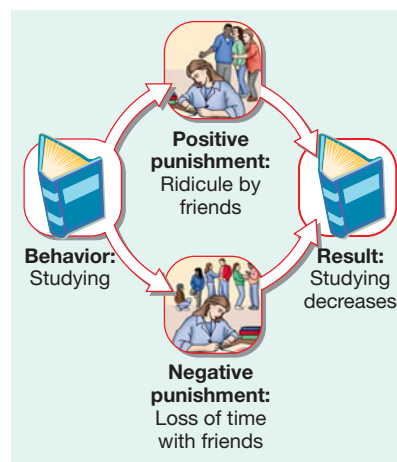 Positive
punishment:
Ridicule by
friends
Behavior:
Studying
Result:
Studying
decreases
Negative
punishment:
Loss of time
with friends